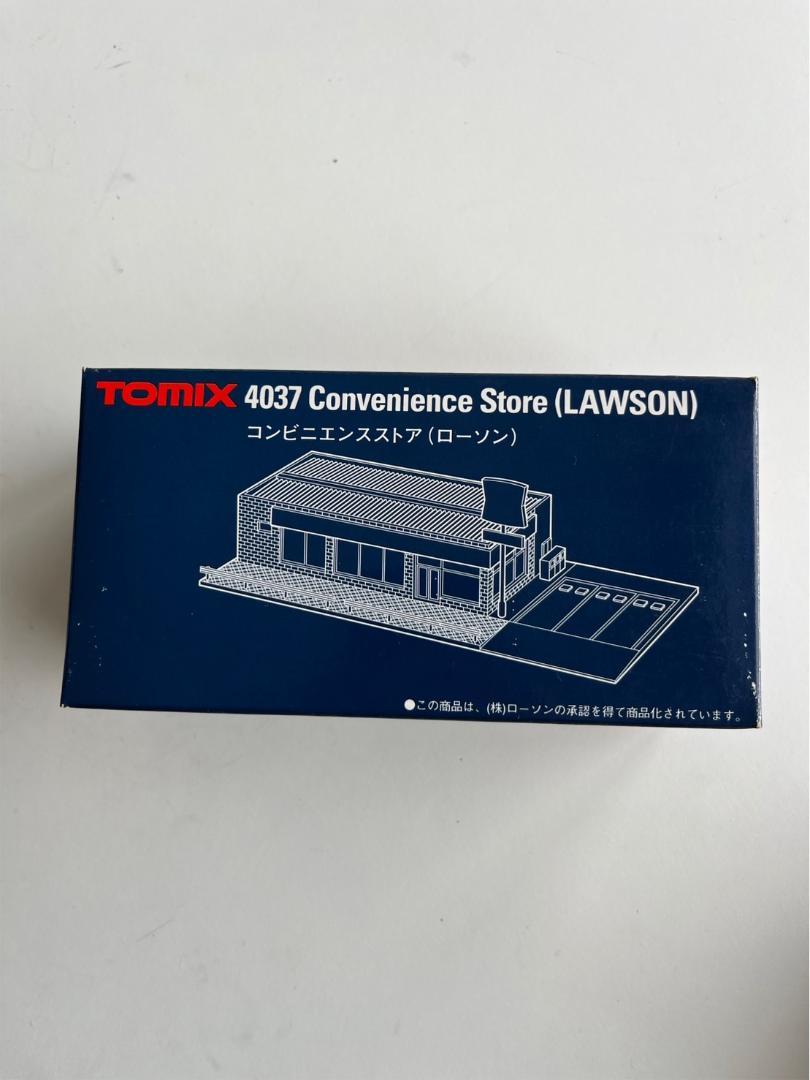 TOMIX 4037 Convenience Store (LAWSON)
コンビニエンスストア(ローソン)
●この商品は、(株)ローソンの承認を得て商品化されています。